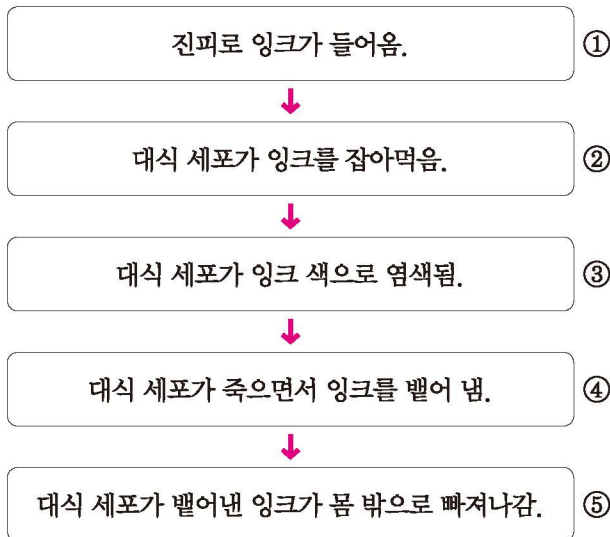 진피로 잉크가 들어옴. ①
대식 세포가 잉크를 잡아먹음. ②
대식 세포가 잉크 색으로 염색됨. ③
대식 세포가 죽으면서 잉크를 뱉어 냄. ④
대식 세포가 뱉어낸 잉크가 몸 밖으로 빠져나감. ⑤